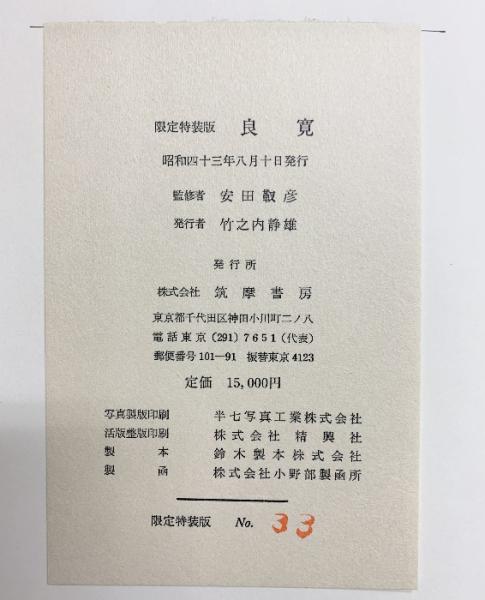 限定特装版 良寛
昭和四十三年八月十日発行
監修者 安田靫彦
発行者 竹之内静雄
発行所
株式会社 筑摩書房
東京都千代田区神田小川町二ノ八
電話東京(291)7651(代表)
郵便番号101—91 振替東京4123
定価 15,000円
写真製版印刷 半七写真工業株式会社
活版整版印刷 株式会社精興社
製本 鈴木製本株式会社
製函 株式会社小野部製函所
限定特装版 No. 33